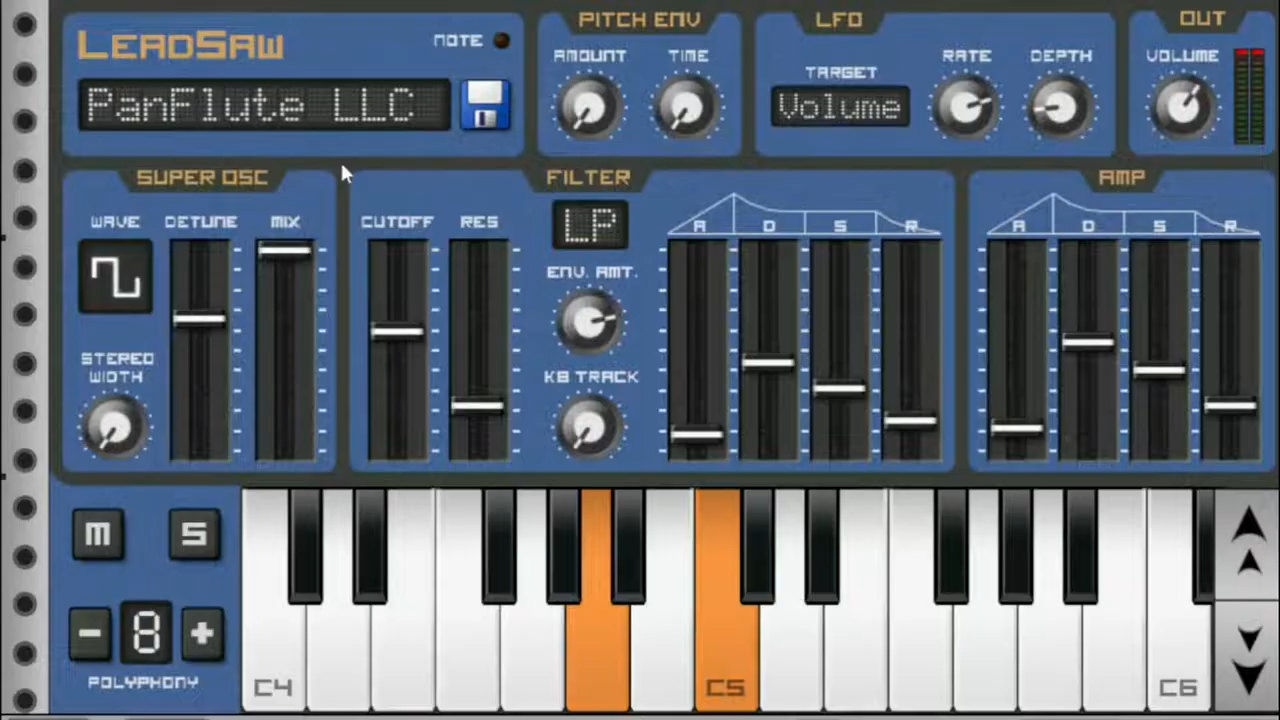 LEADSAW
NOTE
PanFlute LLC
PITCH ENV
AMOUNT TIME
LFO
TARGET
Volume
RATE DEPTH
OUT
VOLUME
SUPER OSC
WAVE DETUNE MIX
STEREO
WIDTH
FILTER
CUTOFF RES
LP
ENV. AMT.
KB TRACK
A D S R
AMP
A D S R
M S
- 8 +
POLYPHONY
C4 C5 C6